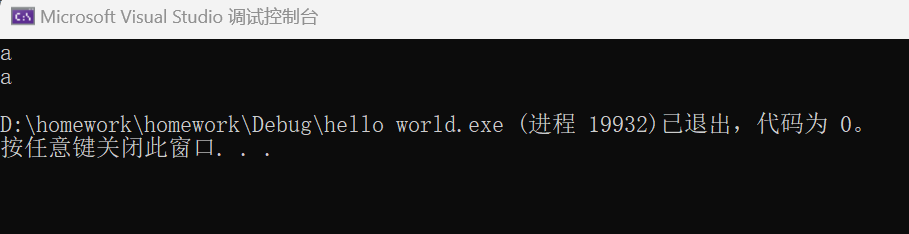 Microsoft Visual Studio 调试控制台
a
a
D:\homework\homework\Debug\hello world.exe (进程 19932)已退出，代码为 0。
按任意键关闭此窗口. . .